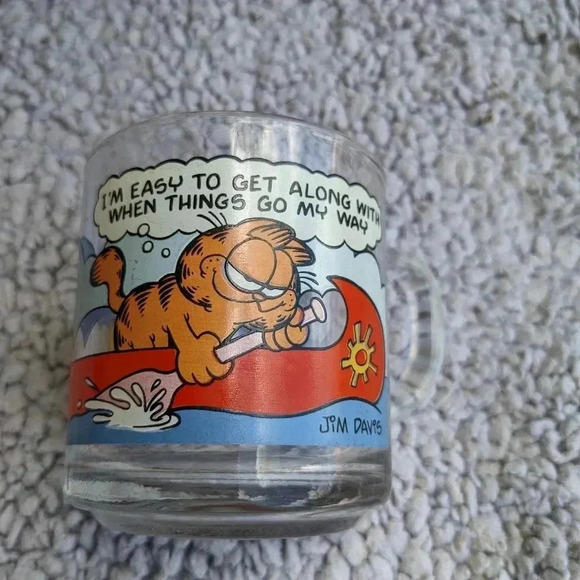 I'M EASY TO GET ALONG WITH
WHEN THINGS GO MY WAY
JIM DAVIS